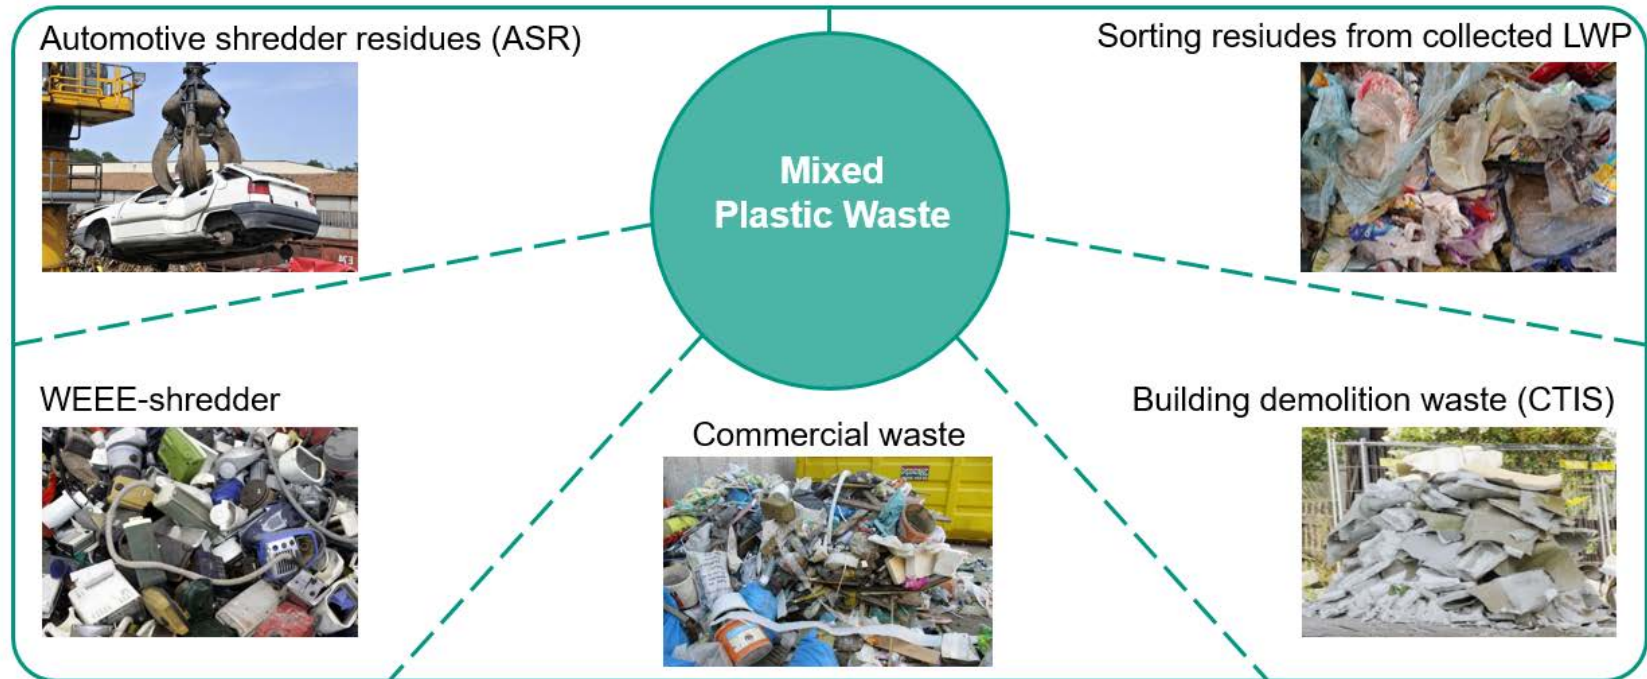 Automotive shredder residues (ASR)
Sorting resiudes from collected LWP
Mixed
Plastic Waste
WEEE-shredder
Commercial waste
Building demolition waste (CTIS)